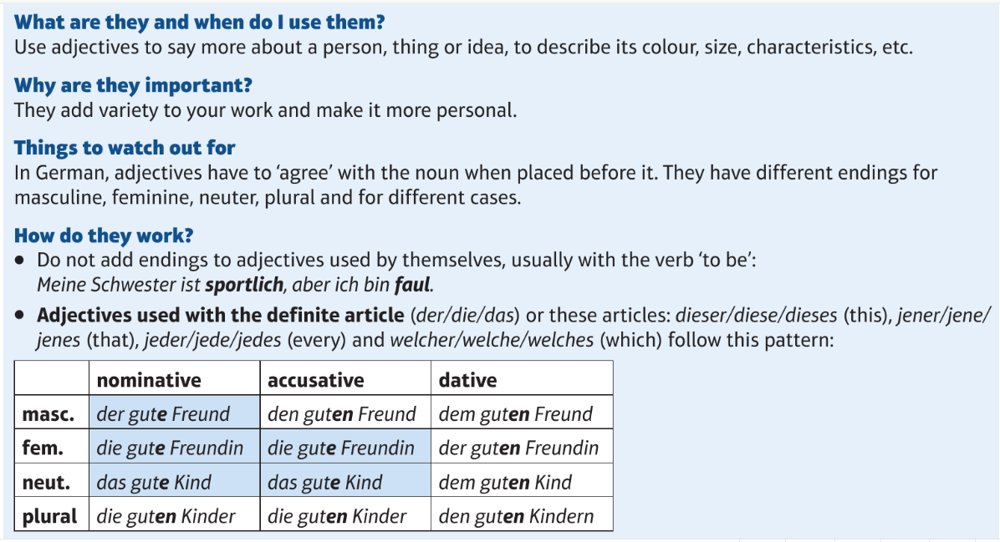 What are they and when do I use them?
Use adjectives to say more about a person, thing or idea, to describe its colour, size, characteristics, etc.
Why are they important?
They add variety to your work and make it more personal.
Things to watch out for
In German, adjectives have to ‘agree’ with the noun when placed before it. They have different endings for
masculine, feminine, neuter, plural and for different cases.
How do they work?
• Do not add endings to adjectives used by themselves, usually with the verb ‘to be’:
Meine Schwester ist sportlich, aber ich bin faul.
• Adjectives used with the definite article (der/die/das) or these articles: dieser/diese/dieses (this), jener/jene/
jenes (that), jeder/jede/jedes (every) and welcher/welche/welches (which) follow this pattern:
nominative accusative dative
masc. der gute Freund den guten Freund dem guten Freund
fem. die gute Freundin die gute Freundin der guten Freundin
neut. das gute Kind das gute Kind dem guten Kind
plural die guten Kinder die guten Kinder den guten Kindern